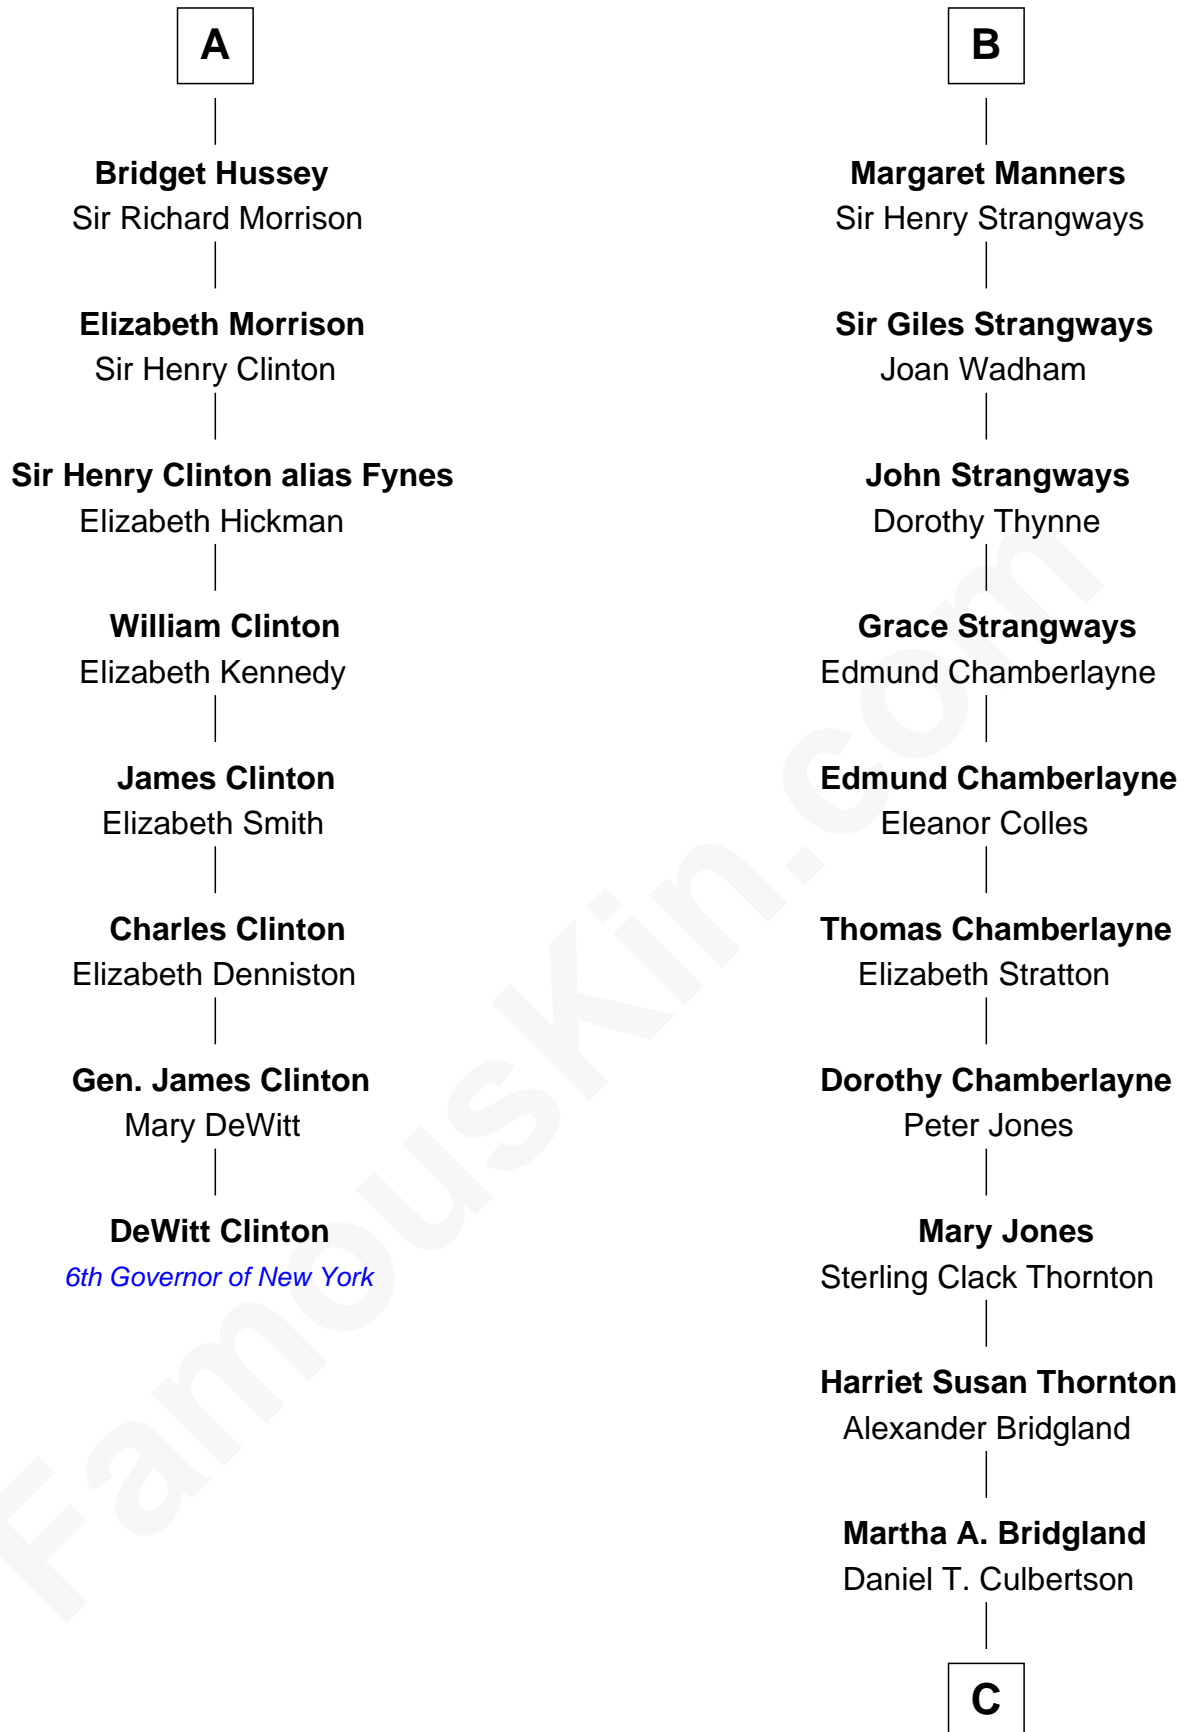 A
Bridget Hussey
Sir Richard Morrison
Elizabeth Morrison
Sir Henry Clinton
Sir Henry Clinton alias Fynes
Elizabeth Hickman
William Clinton
Elizabeth Kennedy
James Clinton
Elizabeth Smith
Charles Clinton
Elizabeth Denniston
Gen. James Clinton
Mary DeWitt
DeWitt Clinton
6th Governor of New York
B
Margaret Manners
Sir Henry Strangways
Sir Giles Strangways
Joan Wadham
John Strangways
Dorothy Thynne
Grace Strangways
Edmund Chamberlayne
Edmund Chamberlayne
Eleanor Colles
Thomas Chamberlayne
Elizabeth Stratton
Dorothy Chamberlayne
Peter Jones
Mary Jones
Sterling Clack Thornton
Harriet Susan Thornton
Alexander Bridgland
Martha A. Bridgland
Daniel T. Culbertson
C
FamousKin.com